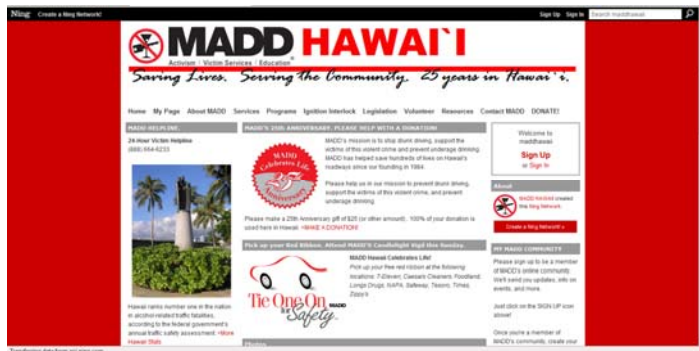 Ning Create a Ning Network! Sign Up Sign In Search maddhawaii
MADD HAWAI`I
Activism | Victim Services | Education
Saving Lives. Serving the Community. 25 years in Hawai`i.
Home My Page About MADD Services Programs Ignition Interlock Legislation Volunteer Resources Contact MADD DONATE!
MADD HELPLINE.
24-Hour Victim Helpline
(888) 664-6233
Hawaii ranks number one in the nation
in alcohol-related traffic fatalities,
according to the federal government's
annual traffic safety assessment. >More
Hawaii Stats
MADD'S 25TH ANNIVERSARY. PLEASE HELP WITH A DONATION!
MADD
Celebrates Life
25
Anniversary
MADD's mission is to stop drunk driving, support the
victims of this violent crime and prevent underage drinking.
MADD has helped save hundreds of lives on Hawaii's
roadways since our founding in 1984.
Please help us in our mission to prevent drunk driving,
support the victims of this violent crime, and prevent
underage drinking.
Please make a 25th Anniversary gift of $25 (or other amount). 100% of your donation is
used here in Hawaii. >MAKE A DONATION!
Pick up your Red Ribbon. Attend MADD'S Candlelight Vigil this Sunday.
Tie One On
MADD
for Safety
MADD Hawaii Celebrates Life!
Pick up your free red ribbon at the following
locations: 7-Eleven, Caesars Cleaners, Foodland,
Longs Drugs, NAPA, Safeway, Tesoro, Times,
Zippy's
Photos
Welcome to
maddhawaii
Sign Up
or Sign In
About
MADD HAWAII created
this Ning Network.
Create a Ning Network! »
MY MADD COMMUNITY
Please sign up to be a member
of MADD's online community.
We'll send you updates, info on
events, and more.
Just click on the SIGN UP icon
above!
Once you're a member of
MADD's community, create your